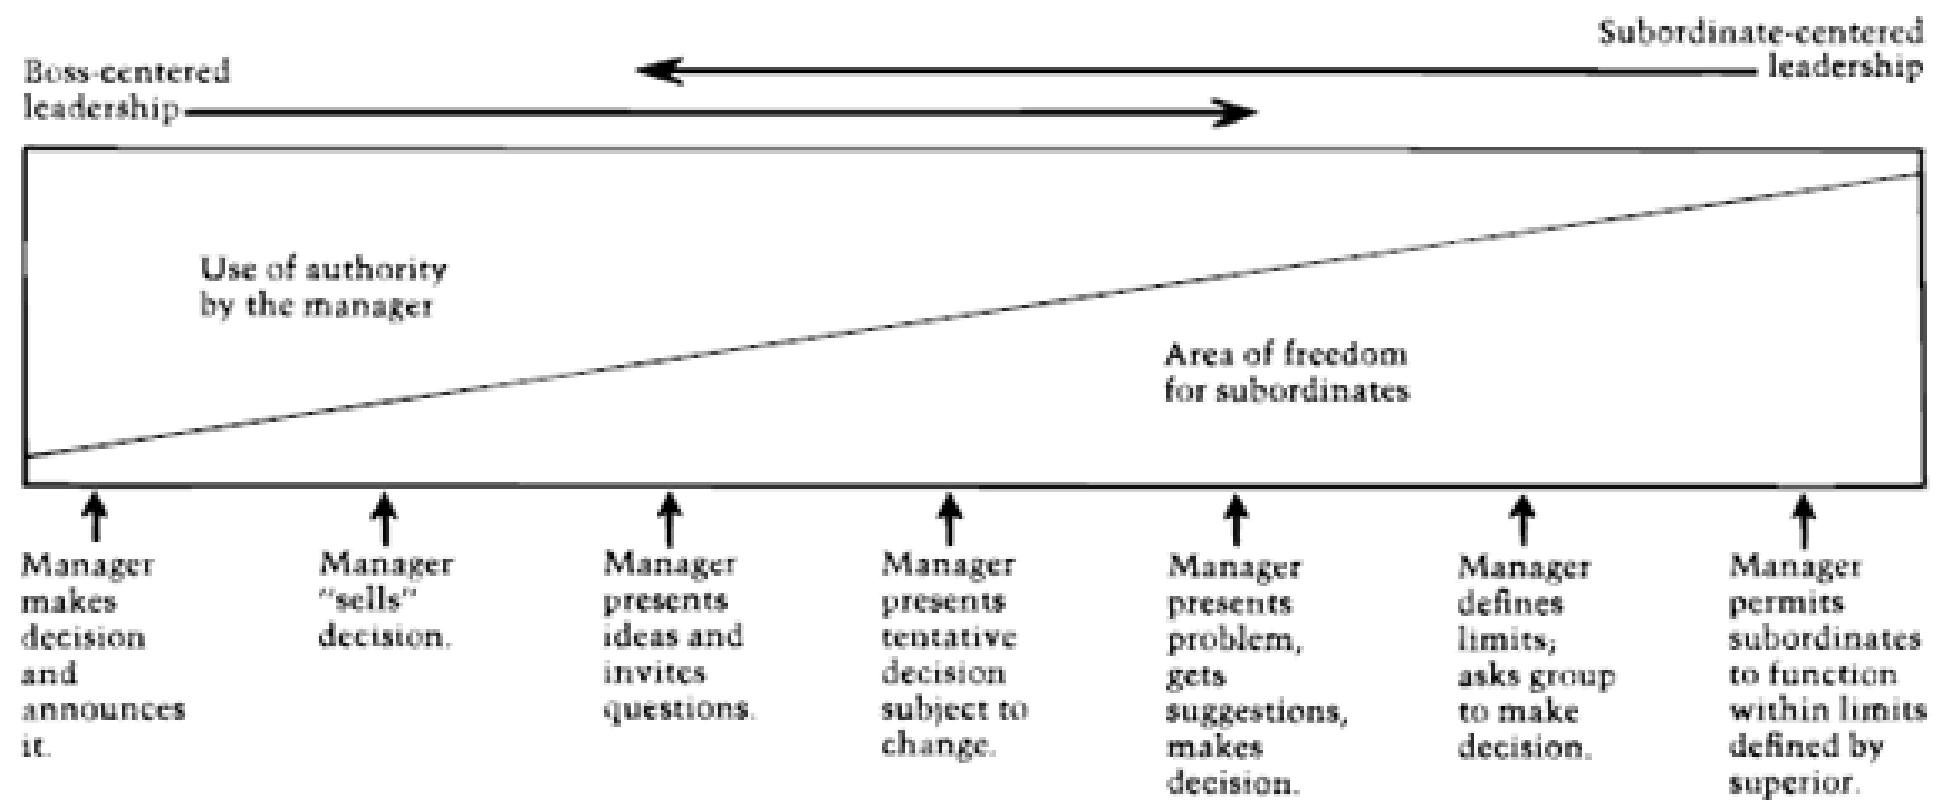 Subordinate-centered
leadership
Boss-centered
leadership
Use of authority
by the manager
Area of freedom
for subordinates
Manager
makes
decision
and
announces
it.
Manager
"sells"
decision.
Manager
presents
ideas and
invites
questions.
Manager
presents
tentative
decision
subject to
change.
Manager
presents
problem,
gets
suggestions,
makes
decision.
Manager
defines
limits;
asks group
to make
decision.
Manager
permits
subordinates
to function
within limits
defined by
superior.